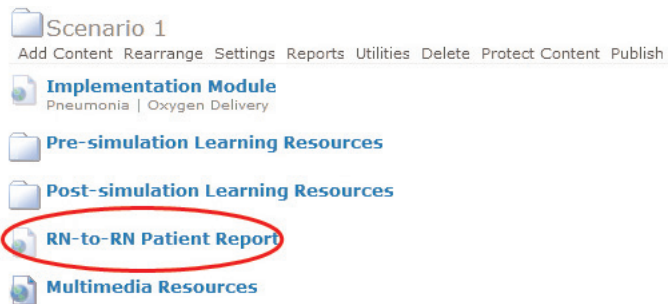 Scenario 1
Add Content Rearrange Settings Reports Utilities Delete Protect Content Publish
Implementation Module
Pneumonia | Oxygen Delivery
Pre-simulation Learning Resources
Post-simulation Learning Resources
RN-to-RN Patient Report
Multimedia Resources